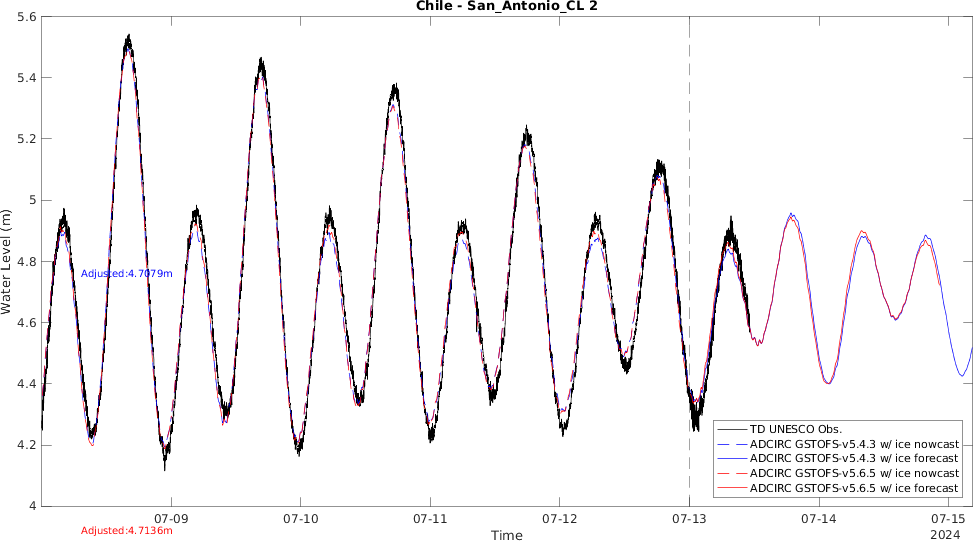 Chile - San_Antonio_CL 2
5.6
5.4
5.2
5
4.8
4.6
4.4
4.2
4
Water Level (m)
Adjusted:4.7079m
Adjusted:4.7136m
TD UNESCO Obs.
ADCIRC GSTOFS-v5.4.3 w/ ice nowcast
ADCIRC GSTOFS-v5.4.3 w/ ice forecast
ADCIRC GSTOFS-v5.6.5 w/ ice nowcast
ADCIRC GSTOFS-v5.6.5 w/ ice forecast
07-09 07-10 07-11 07-12 07-13 07-14 07-15
Time
2024